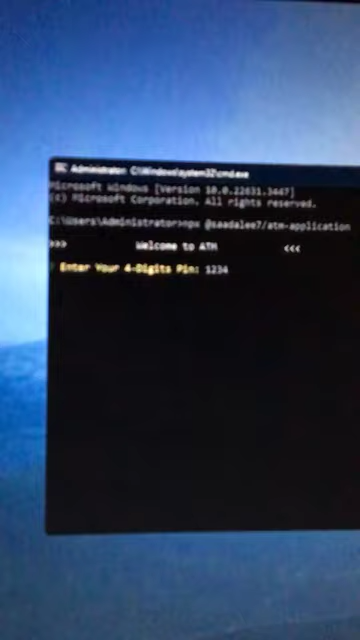 Administrator: C:\Windows\system32\cmd.exe
Microsoft Windows [Version 10.0.22631.3447]
(c) Microsoft Corporation. All rights reserved.
C:\Users\Administrator>npx @saadalee7/atm-application
>>> Welcome to ATM <<<
? Enter Your 4-Digits Pin: 1234